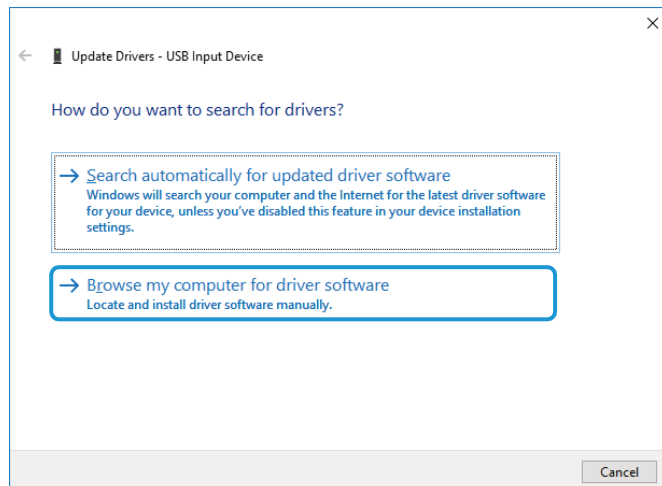 Update Drivers - USB Input Device
How do you want to search for drivers?
Search automatically for updated driver software
Windows will search your computer and the Internet for the latest driver software
for your device, unless you've disabled this feature in your device installation
settings.
Browse my computer for driver software
Locate and install driver software manually.
Cancel